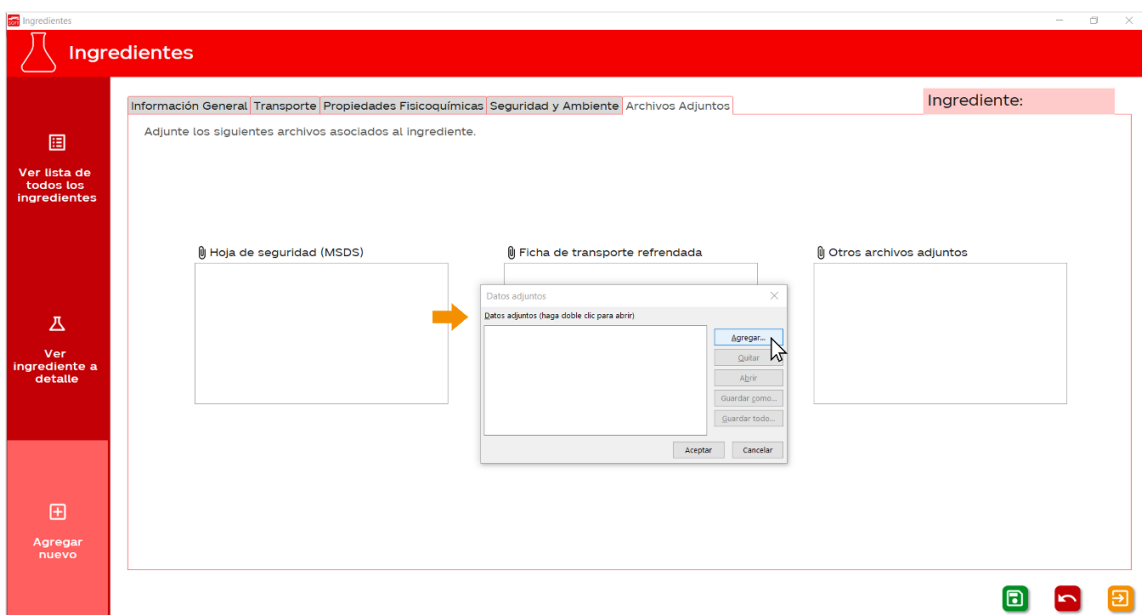 Ingredientes
Ingredientes
Información General Transporte Propiedades Fisicoquímicas Seguridad y Ambiente Archivos Adjuntos
Ingrediente:
Adjunte los siguientes archivos asociados al ingrediente.
Ver lista de
todos los
ingredientes
Ver
ingrediente a
detalle
Agregar
nuevo
Hoja de seguridad (MSDS)
Ficha de transporte refrendada
Otros archivos adjuntos
Datos adjuntos
Datos adjuntos (haga doble clic para abrir)
Agregar...
Quitar
Abrir
Guardar como...
Guardar todo...
Aceptar
Cancelar